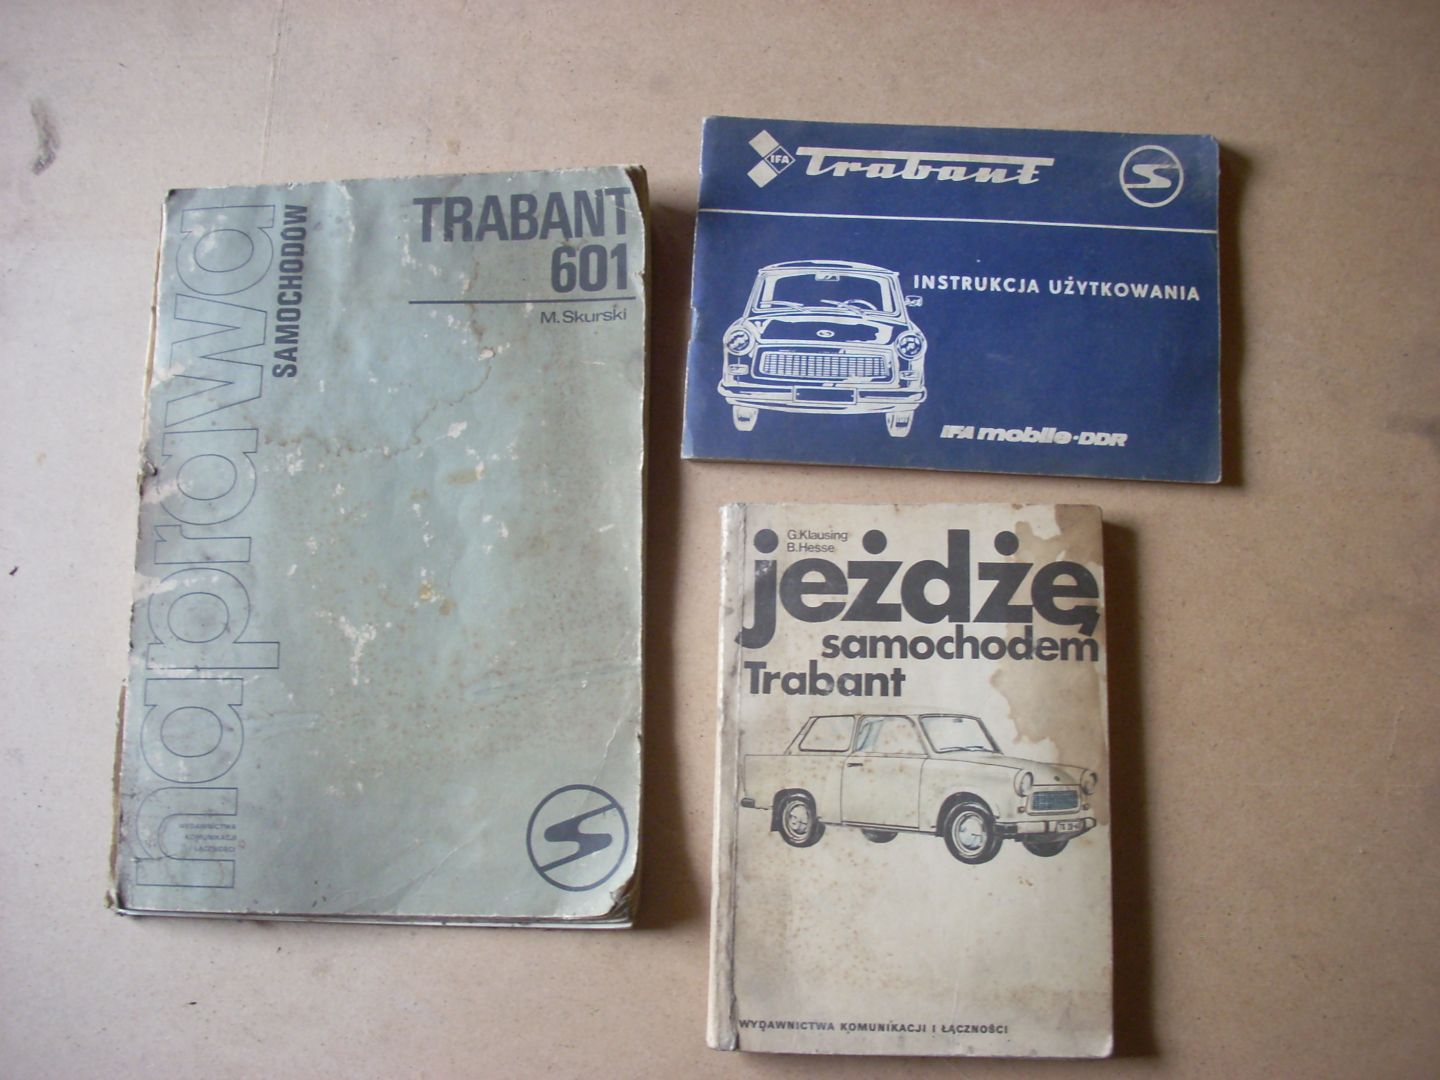 naprawa
SAMOCHODÓW
TRABANT
601
M. Skurski
WYDAWNICTWA
KOMUNIKACJI
I ŁĄCZNOŚCI
IFA
Trabant
INSTRUKCJA UŻYTKOWANIA
IFA mobile-DDR
G. Klausing
B. Hesse
jeżdżę
samochodem
Trabant
WYDAWNICTWA KOMUNIKACJI I ŁĄCZNOŚCI